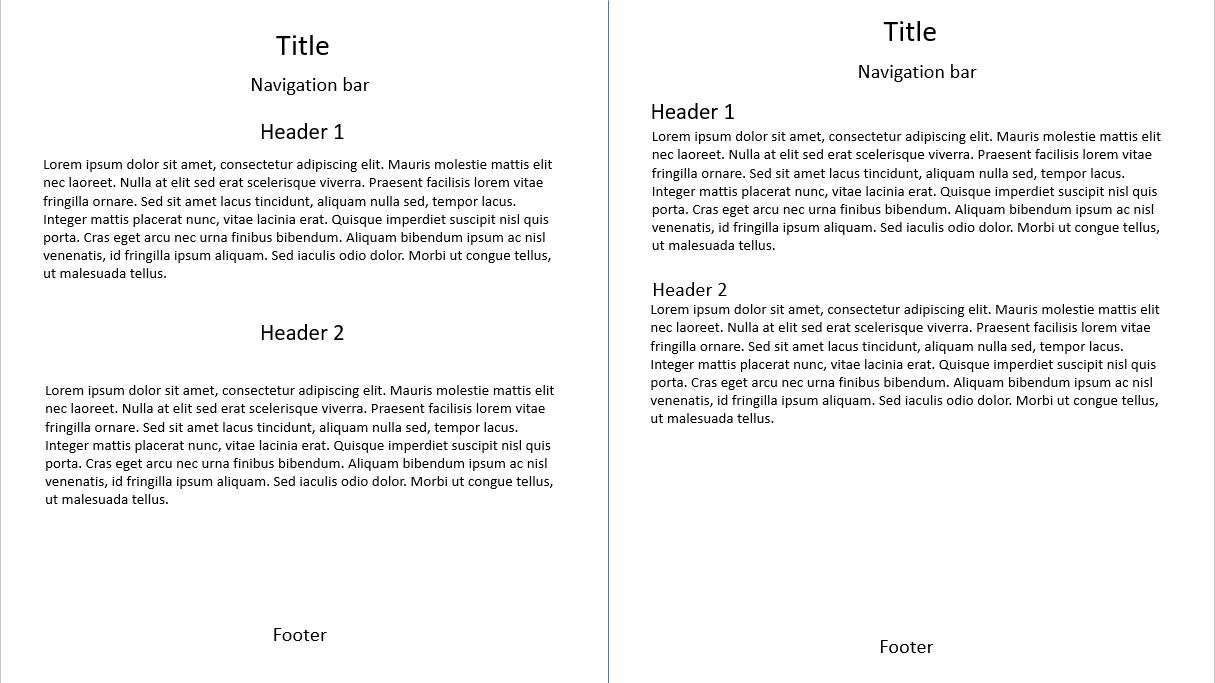 Title
Navigation bar
Header 1
Lorem ipsum dolor sit amet, consectetur adipiscing elit. Mauris molestie mattis elit
nec laoreet. Nulla at elit sed erat scelerisque viverra. Praesent facilisis lorem vitae
fringilla ornare. Sed sit amet lacus tincidunt, aliquam nulla sed, tempor lacus.
Integer mattis placerat nunc, vitae lacinia erat. Quisque imperdiet suscipit nisl quis
porta. Cras eget arcu nec urna finibus bibendum. Aliquam bibendum ipsum ac nisl
venenatis, id fringilla ipsum aliquam. Sed iaculis odio dolor. Morbi ut congue tellus,
ut malesuada tellus.
Header 2
Lorem ipsum dolor sit amet, consectetur adipiscing elit. Mauris molestie mattis elit
nec laoreet. Nulla at elit sed erat scelerisque viverra. Praesent facilisis lorem vitae
fringilla ornare. Sed sit amet lacus tincidunt, aliquam nulla sed, tempor lacus.
Integer mattis placerat nunc, vitae lacinia erat. Quisque imperdiet suscipit nisl quis
porta. Cras eget arcu nec urna finibus bibendum. Aliquam bibendum ipsum ac nisl
venenatis, id fringilla ipsum aliquam. Sed iaculis odio dolor. Morbi ut congue tellus,
ut malesuada tellus.
Footer
Title
Navigation bar
Header 1
Lorem ipsum dolor sit amet, consectetur adipiscing elit. Mauris molestie mattis elit
nec laoreet. Nulla at elit sed erat scelerisque viverra. Praesent facilisis lorem vitae
fringilla ornare. Sed sit amet lacus tincidunt, aliquam nulla sed, tempor lacus.
Integer mattis placerat nunc, vitae lacinia erat. Quisque imperdiet suscipit nisl quis
porta. Cras eget arcu nec urna finibus bibendum. Aliquam bibendum ipsum ac nisl
venenatis, id fringilla ipsum aliquam. Sed iaculis odio dolor. Morbi ut congue tellus,
ut malesuada tellus.
Header 2
Lorem ipsum dolor sit amet, consectetur adipiscing elit. Mauris molestie mattis elit
nec laoreet. Nulla at elit sed erat scelerisque viverra. Praesent facilisis lorem vitae
fringilla ornare. Sed sit amet lacus tincidunt, aliquam nulla sed, tempor lacus.
Integer mattis placerat nunc, vitae lacinia erat. Quisque imperdiet suscipit nisl quis
porta. Cras eget arcu nec urna finibus bibendum. Aliquam bibendum ipsum ac nisl
venenatis, id fringilla ipsum aliquam. Sed iaculis odio dolor. Morbi ut congue tellus,
ut malesuada tellus.
Footer